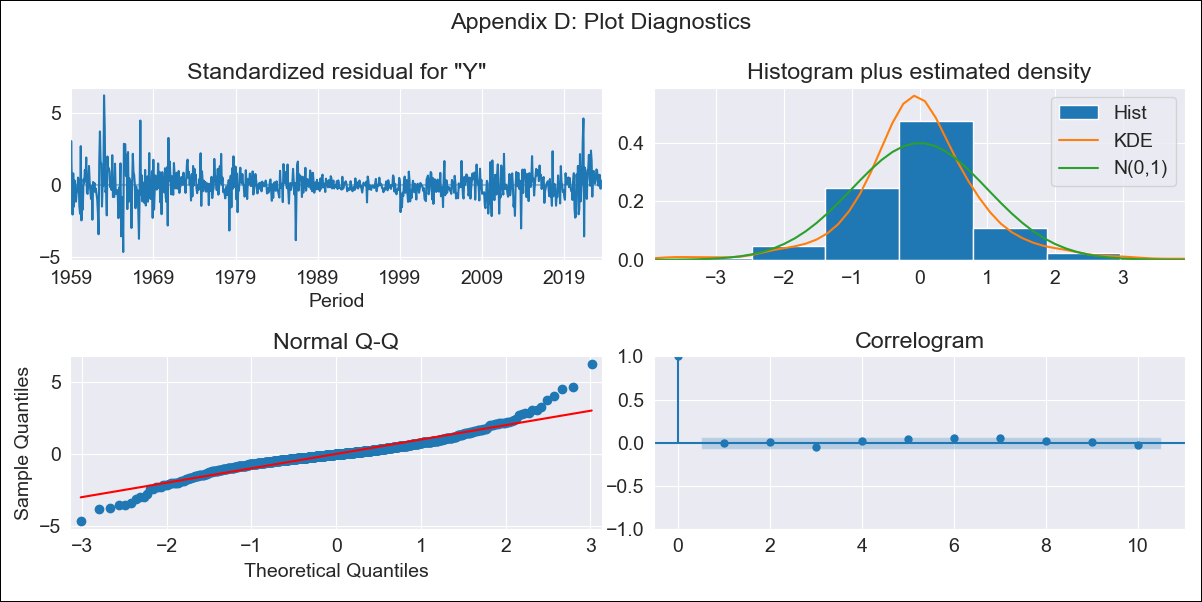 Appendix D: Plot Diagnostics
Standardized residual for "Y"
5
0
−5
1959 1969 1979 1989 1999 2009 2019
Period
Histogram plus estimated density
Hist
KDE
N(0,1)
0.4
0.2
0.0
−3 −2 −1 0 1 2 3
Normal Q-Q
Sample Quantiles
5
0
−5
−3 −2 −1 0 1 2 3
Theoretical Quantiles
Correlogram
1.0
0.5
0.0
−0.5
−1.0
0 2 4 6 8 10